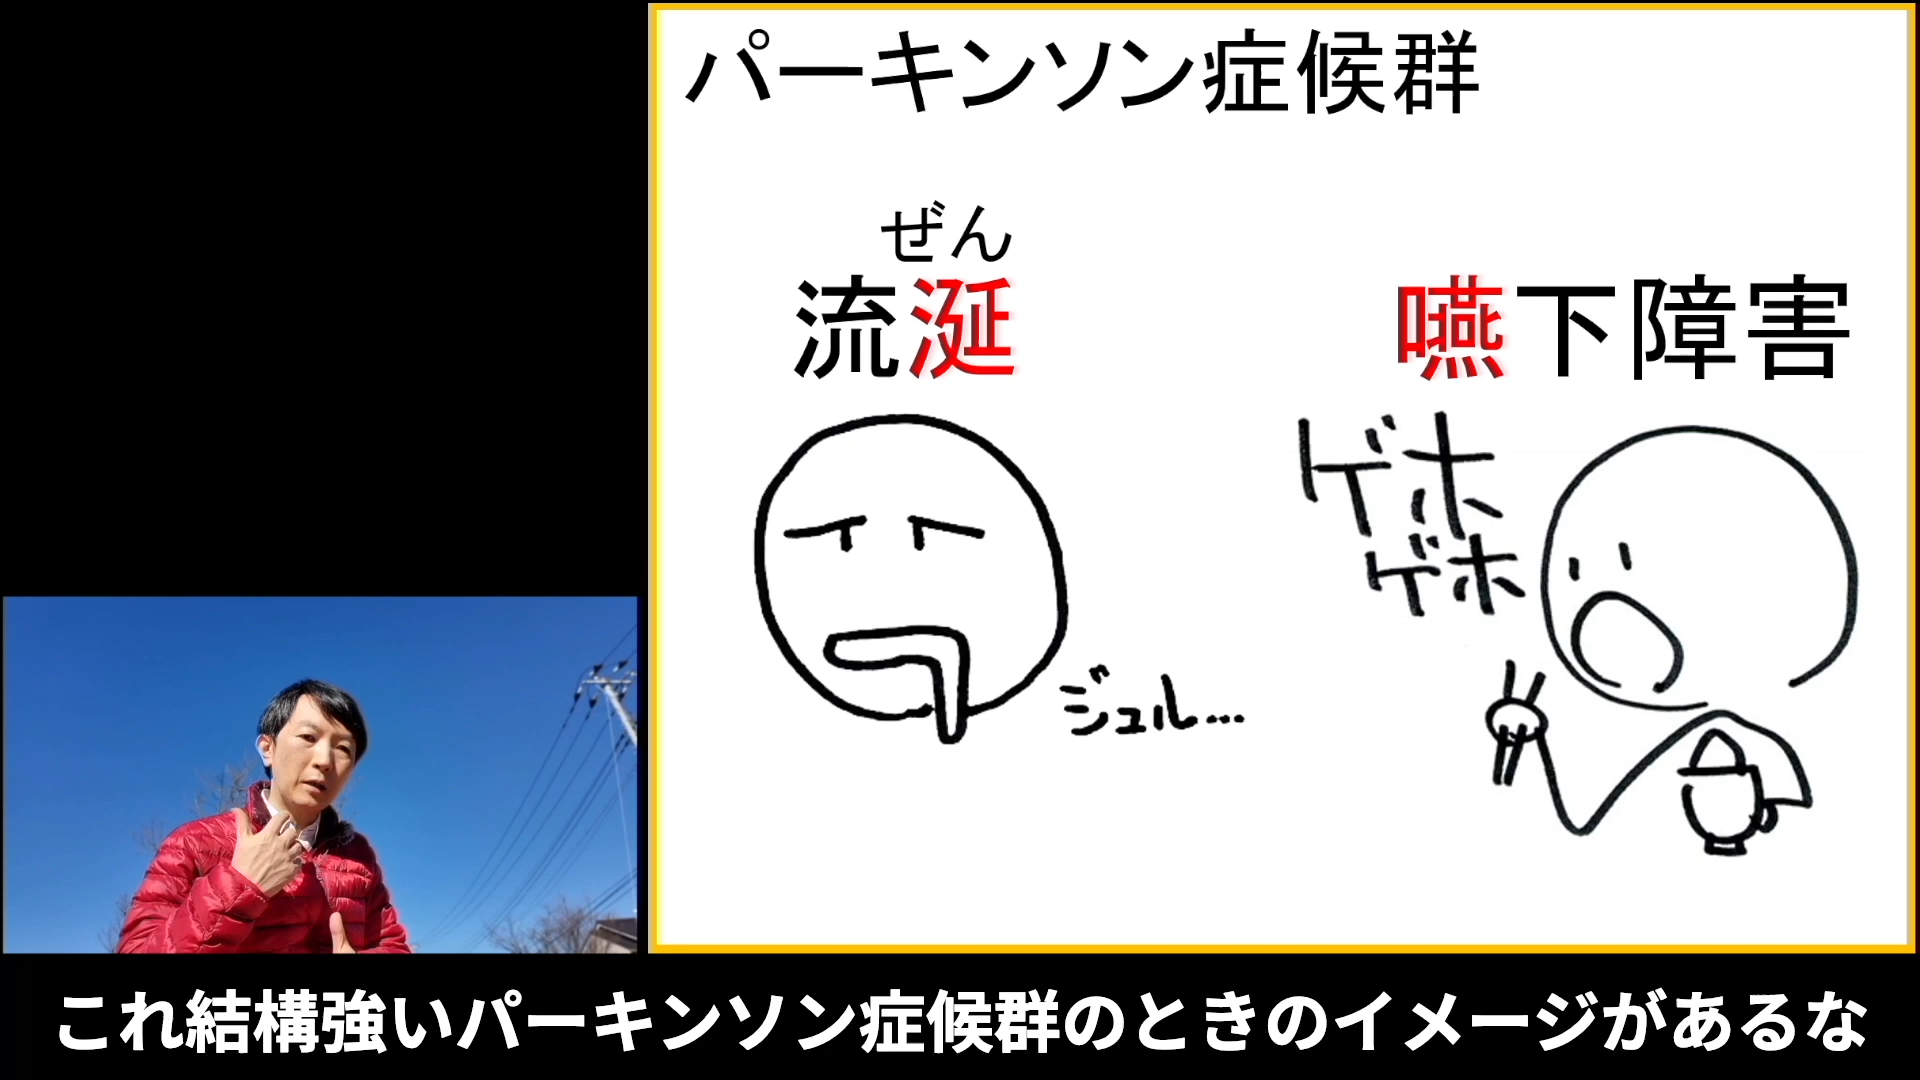 パーキンソン症候群
ぜん
流涎
嚥下障害
ゲホ
ゲホ
ジュル…
これ結構強いパーキンソン症候群のときのイメージがあるな